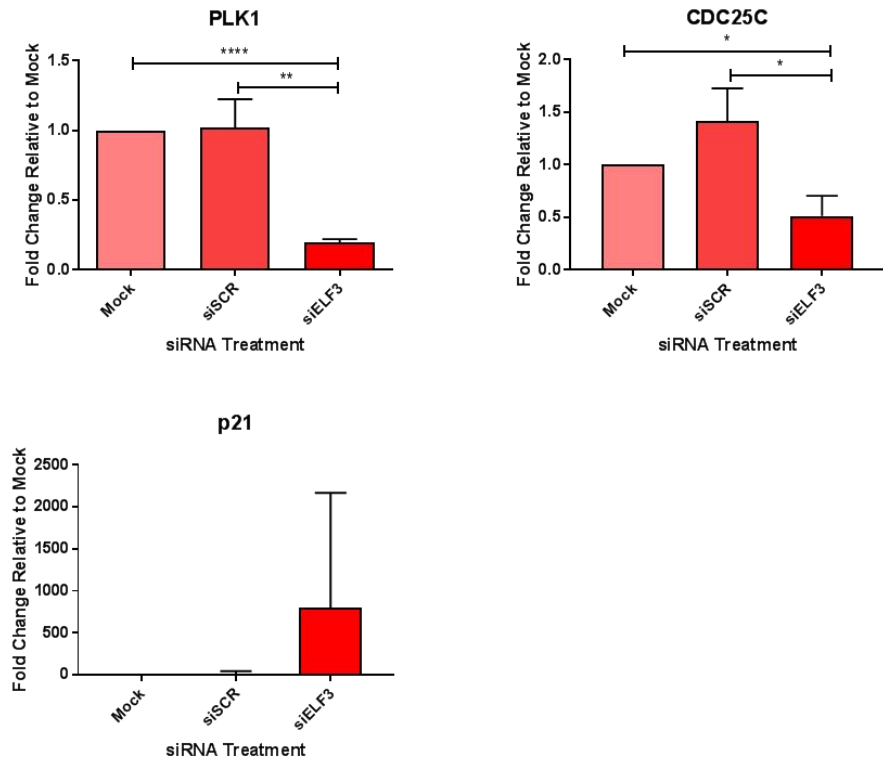 PLK1
Fold Change Relative to Mock
1.5
1.0
0.5
0.0
****
**
Mock
siSCR
siELF3
siRNA Treatment
CDC25C
Fold Change Relative to Mock
2.0
1.5
1.0
0.5
0.0
*
*
Mock
siSCR
siELF3
siRNA Treatment
p21
Fold Change Relative to Mock
2500
2000
1500
1000
500
0
Mock
siSCR
siELF3
siRNA Treatment